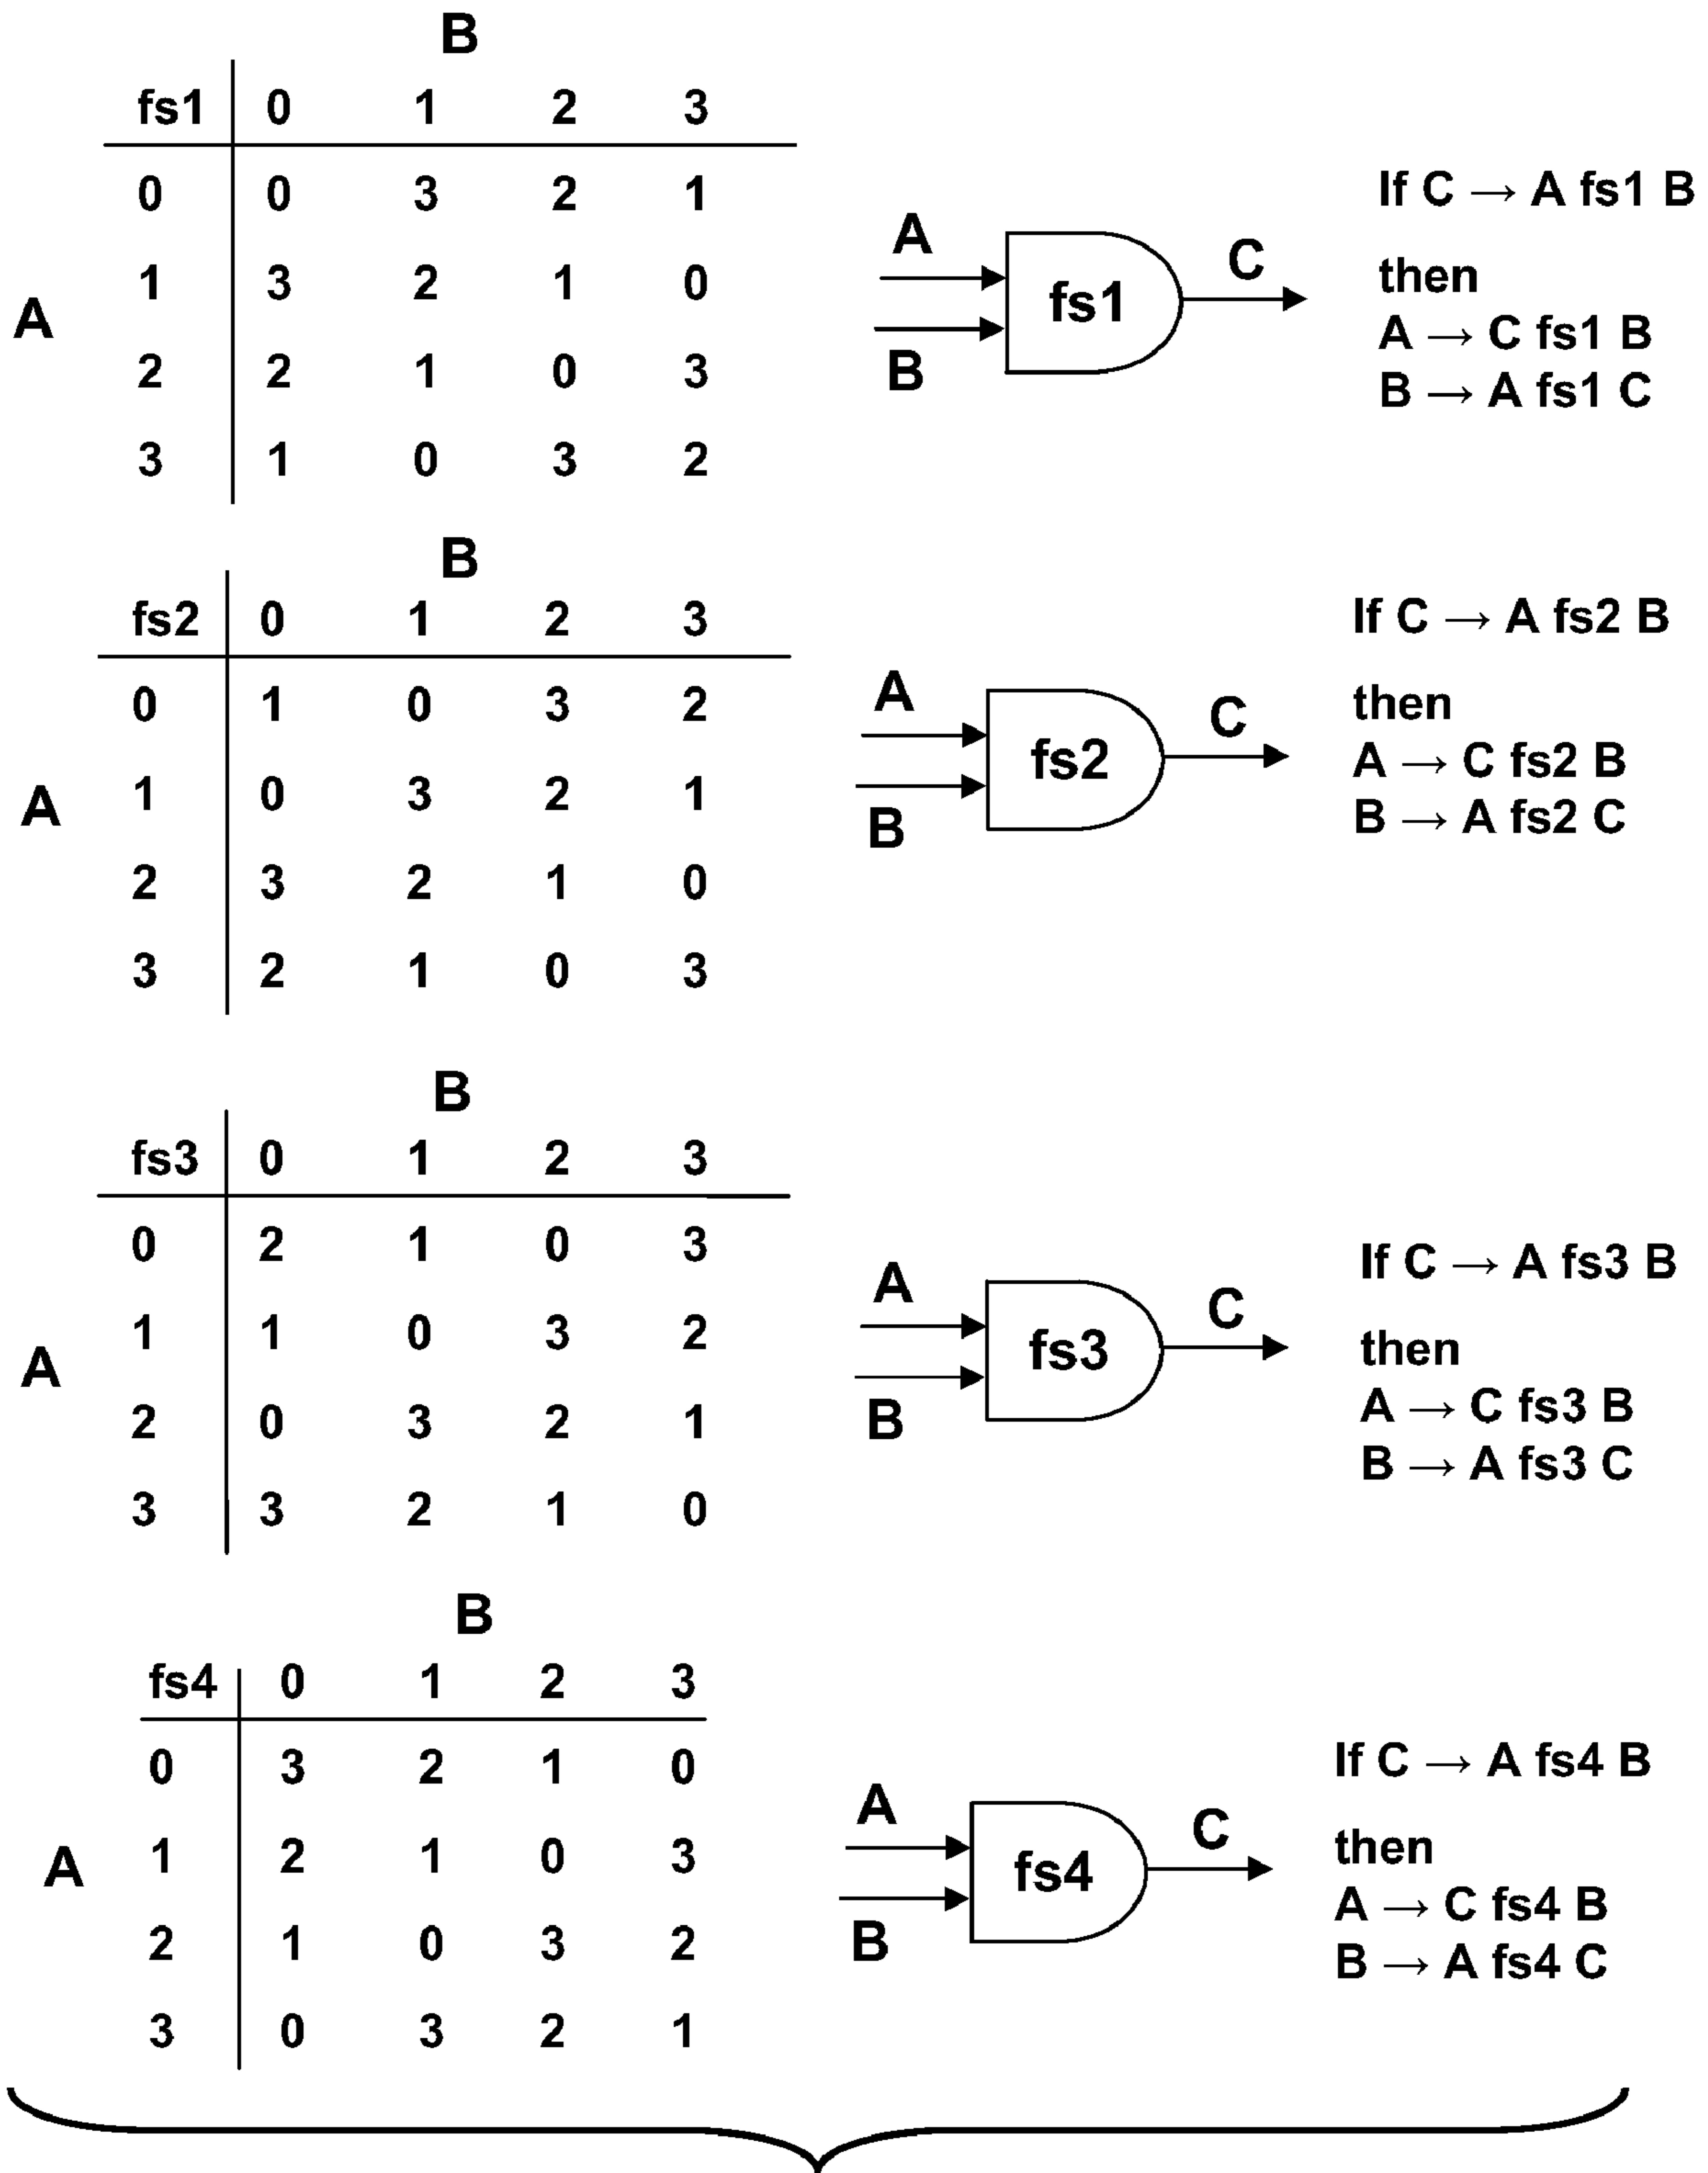 B
fs1 0 1 2 3
0 0 3 2 1
1 3 2 1 0
A
2 2 1 0 3
3 1 0 3 2
A
B
fs1
C
If C → A fs1 B
then
A → C fs1 B
B → A fs1 C
B
fs2 0 1 2 3
0 1 0 3 2
1 0 3 2 1
A
2 3 2 1 0
3 2 1 0 3
A
B
fs2
C
If C → A fs2 B
then
A → C fs2 B
B → A fs2 C
B
fs3 0 1 2 3
0 2 1 0 3
1 1 0 3 2
A
2 0 3 2 1
3 3 2 1 0
A
B
fs3
C
If C → A fs3 B
then
A → C fs3 B
B → A fs3 C
B
fs4 0 1 2 3
0 3 2 1 0
1 2 1 0 3
A
2 1 0 3 2
3 0 3 2 1
A
B
fs4
C
If C → A fs4 B
then
A → C fs4 B
B → A fs4 C